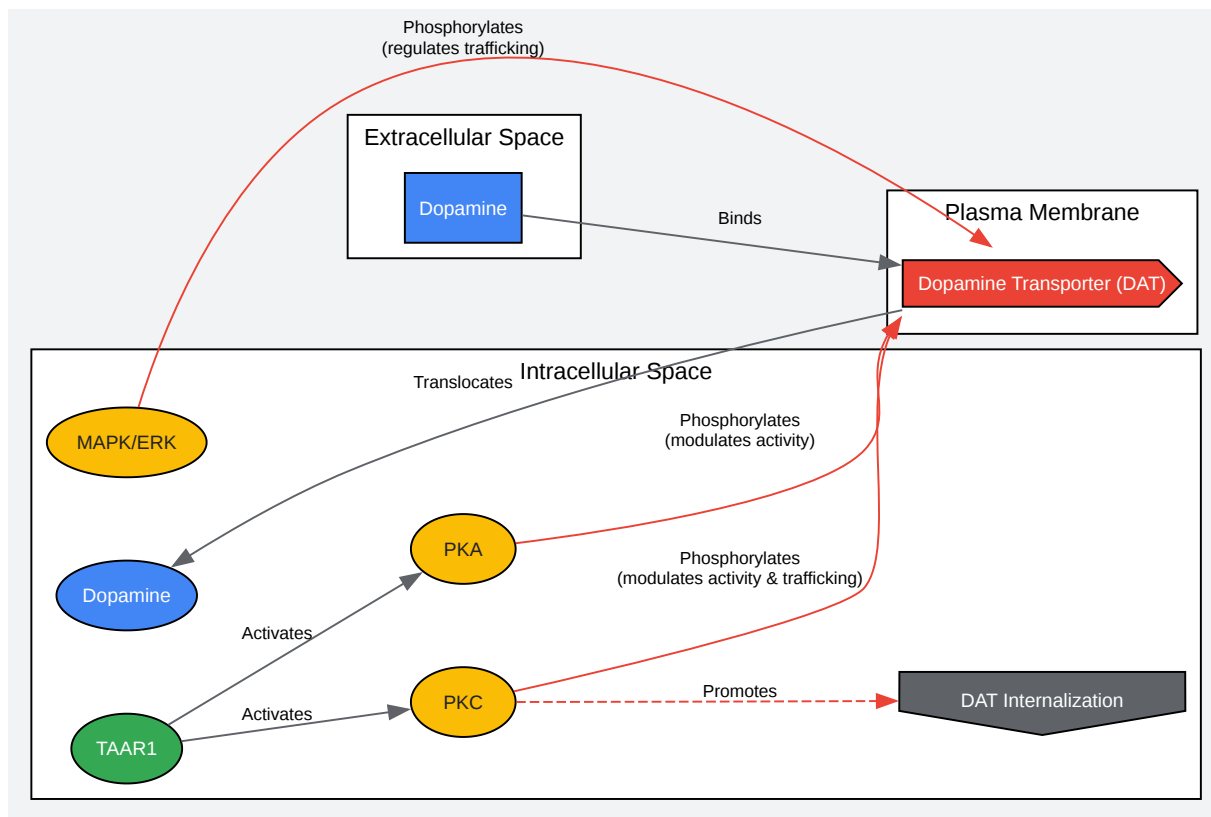 Phosphorylates
(regulates trafficking)
Extracellular Space
Dopamine
Binds
Plasma Membrane
Dopamine Transporter (DAT)
Intracellular Space
Translocates
MAPK/ERK
Phosphorylates
(modulates activity)
PKA
Phosphorylates
(modulates activity & trafficking)
Dopamine
Activates
Activates
PKC
Promotes
DAT Internalization
TAAR1